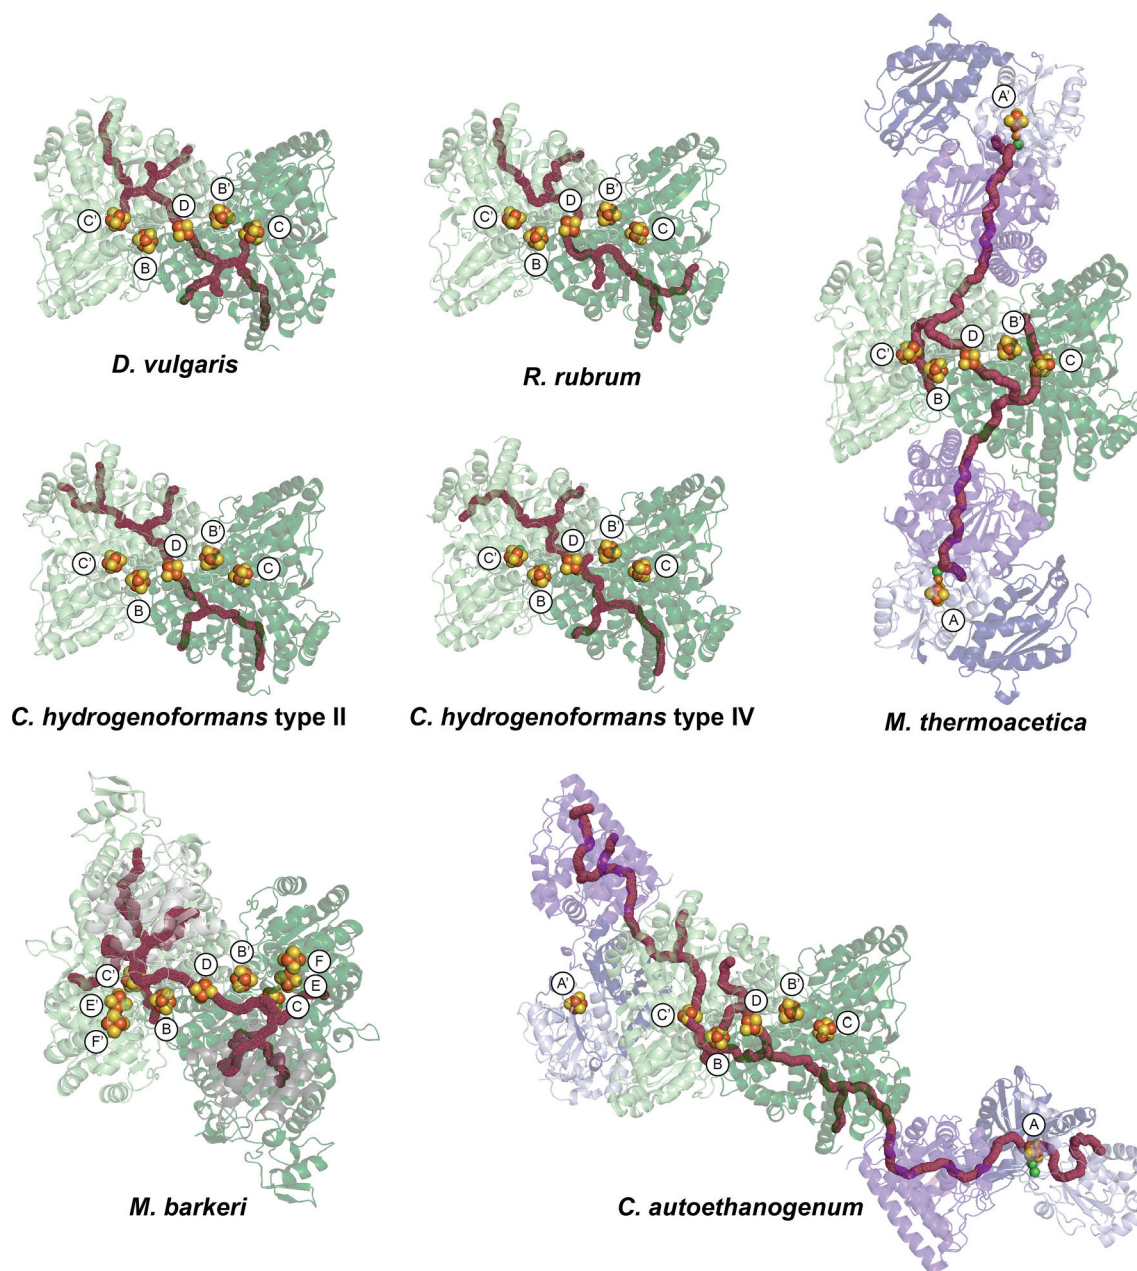 A'
B'
D
C'
C
B
D. vulgaris
B'
D
C'
C
B
R. rubrum
B'
D
C'
C
B
A
M. thermoacetica
B'
D
C'
C
B
C. hydrogenoformans type II
B'
D
C'
C
B
C. hydrogenoformans type IV
B'
D
F
C'
E
E'
C
B
F'
M. barkeri
A'
B'
D
C'
C
B
A
C. autoethanogenum